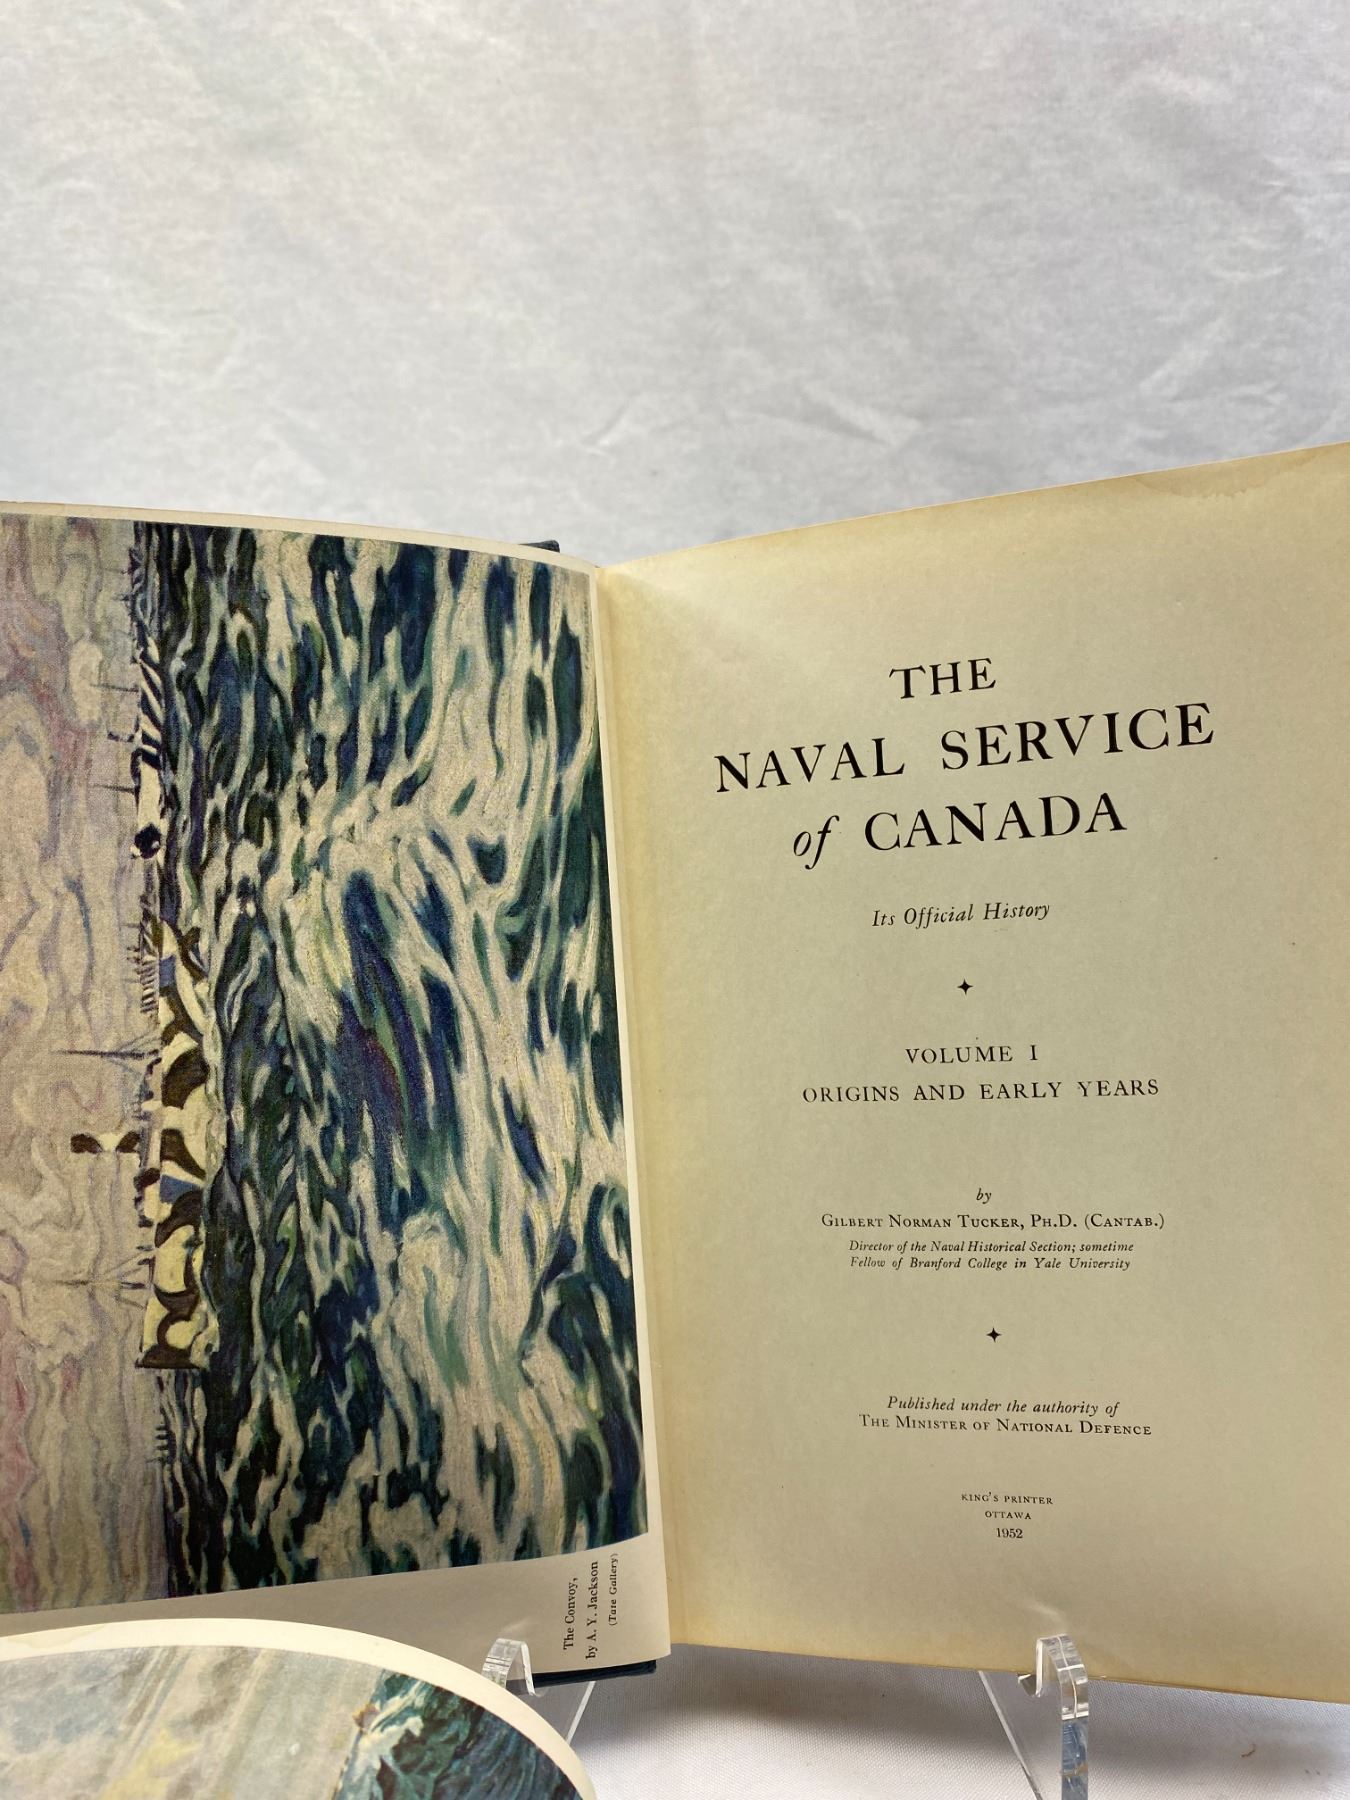 The Convoy,
by A. Y. Jackson
(Tate Gallery)
THE
NAVAL SERVICE
of CANADA
Its Official History
VOLUME I
ORIGINS AND EARLY YEARS
by
GILBERT NORMAN TUCKER, PH.D. (CANTAB.)
Director of the Naval Historical Section; sometime
Fellow of Branford College in Yale University
Published under the authority of
THE MINISTER OF NATIONAL DEFENCE
KING'S PRINTER
OTTAWA
1952